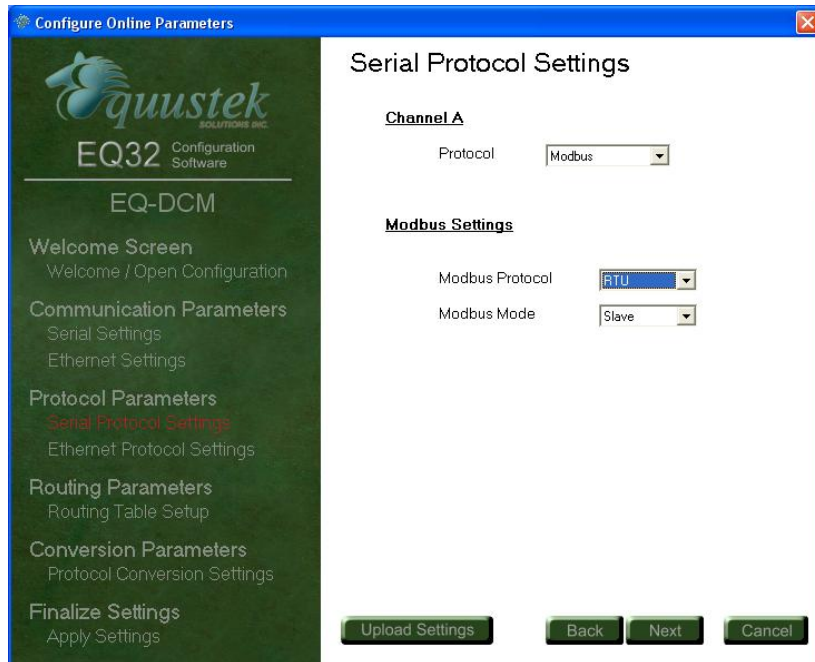 Configure Online Parameters
Equustek
SOLUTIONS INC.
EQ32 Configuration Software
EQ-DCM
Welcome Screen
Welcome / Open Configuration
Communication Parameters
Serial Settings
Ethernet Settings
Protocol Parameters
Serial Protocol Settings
Ethernet Protocol Settings
Routing Parameters
Routing Table Setup
Conversion Parameters
Protocol Conversion Settings
Finalize Settings
Apply Settings
Serial Protocol Settings
Channel A
Protocol Modbus
Modbus Settings
Modbus Protocol RTU
Modbus Mode Slave
Upload Settings Back Next Cancel